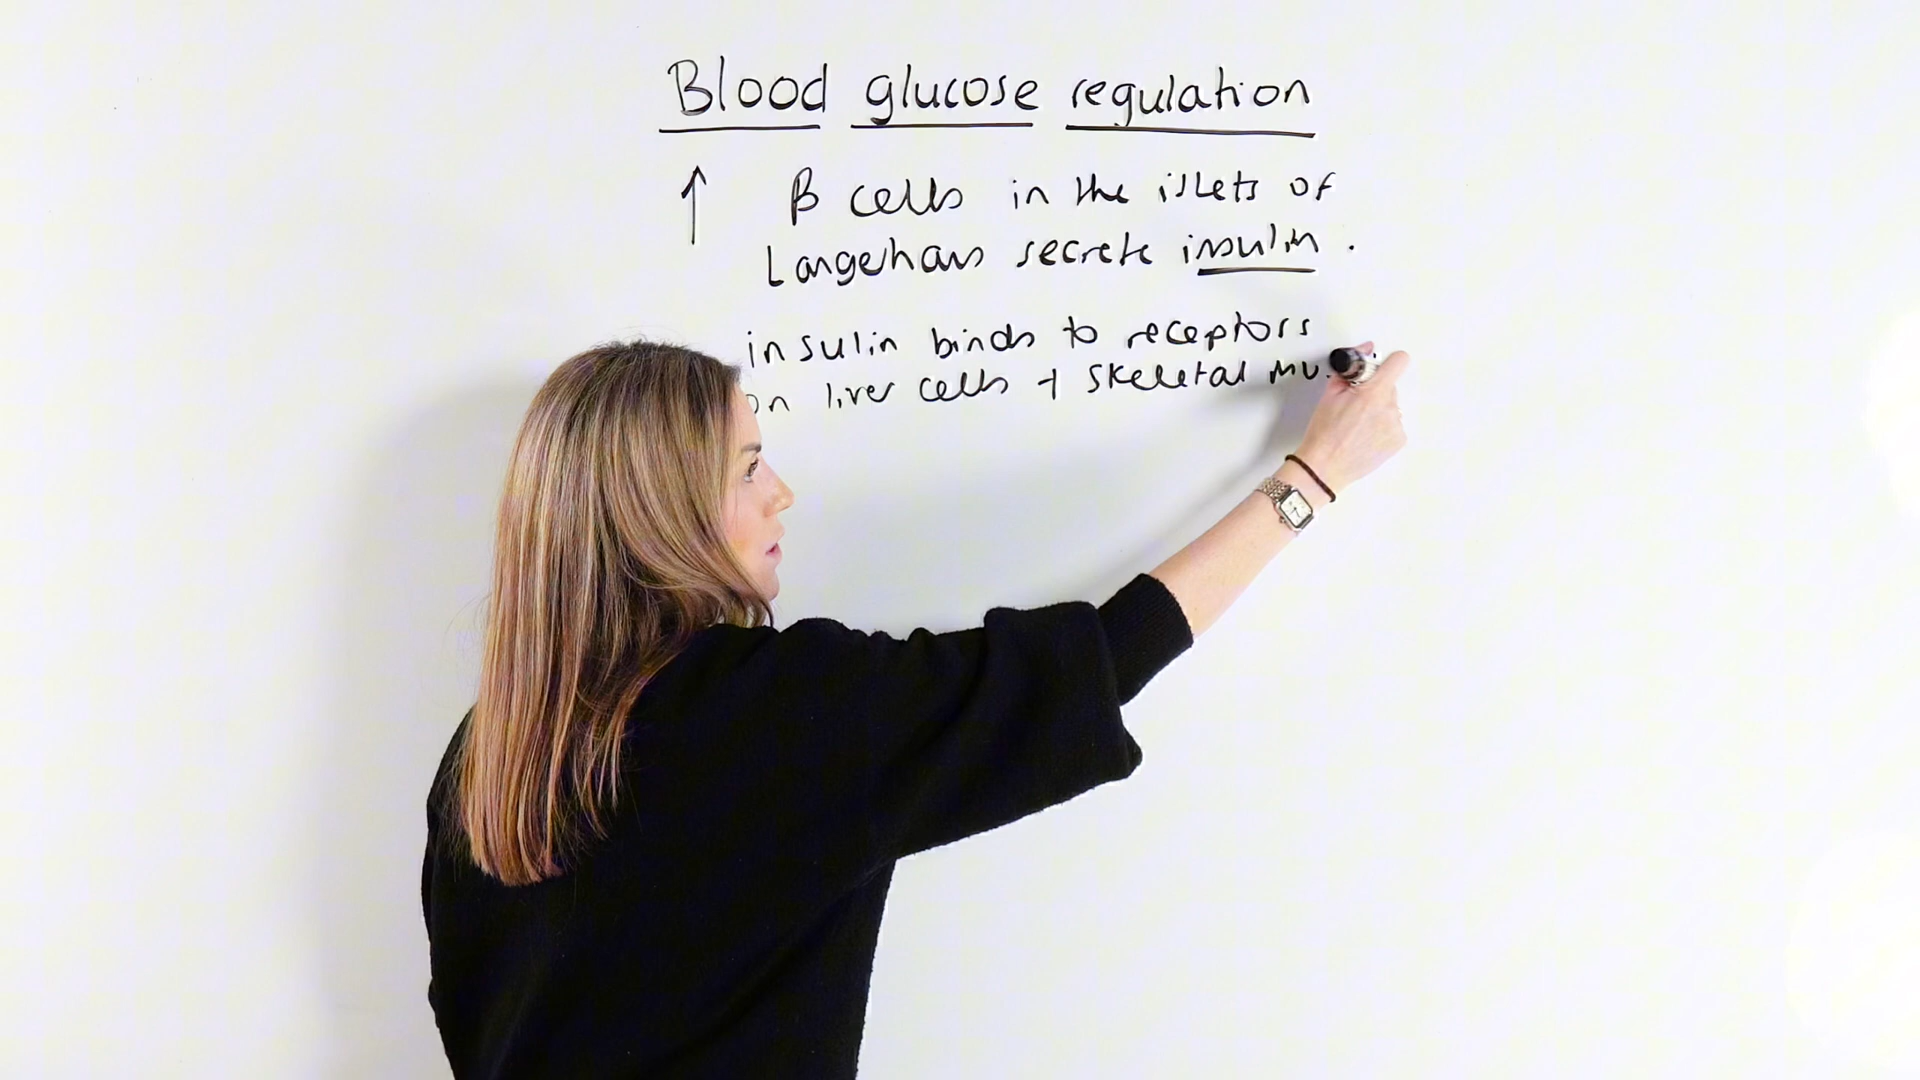 Blood glucose regulation
↑ B cells in the islets of
Langerhans secrete insulin.
insulin binds to receptors
on liver cells + skeletal mu